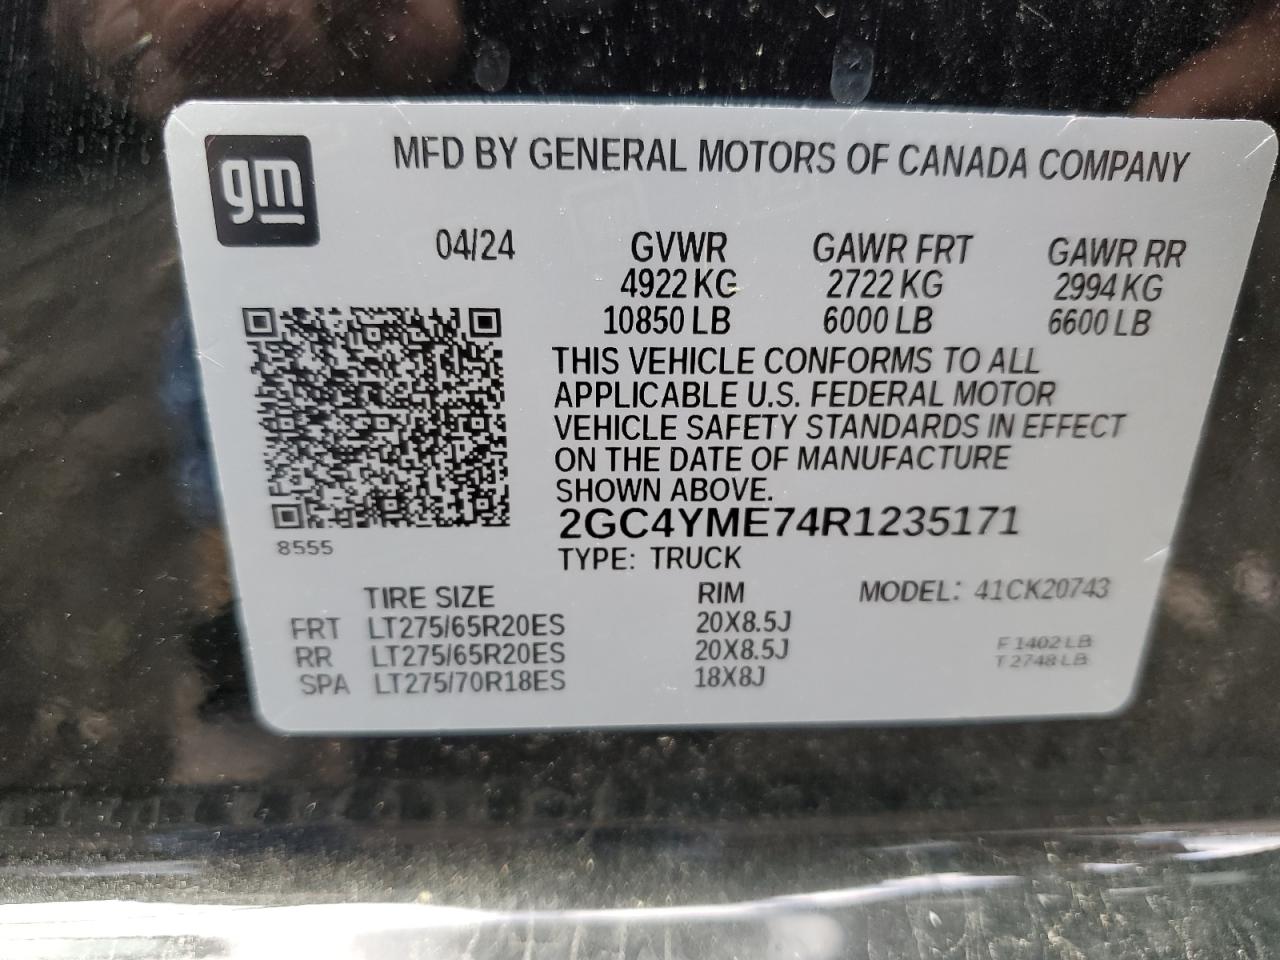 gm
MFD BY GENERAL MOTORS OF CANADA COMPANY
04/24 GVWR GAWR FRT GAWR RR
4922 KG 2722 KG 2994 KG
10850 LB 6000 LB 6600 LB
THIS VEHICLE CONFORMS TO ALL
APPLICABLE U.S. FEDERAL MOTOR
VEHICLE SAFETY STANDARDS IN EFFECT
ON THE DATE OF MANUFACTURE
SHOWN ABOVE.
2GC4YME74R1235171
8555
TYPE: TRUCK
TIRE SIZE RIM MODEL: 41CK20743
FRT LT275/65R20ES 20X8.5J
RR LT275/65R20ES 20X8.5J
SPA LT275/70R18ES 18X8J
F 1402 LB
T 2748 LB